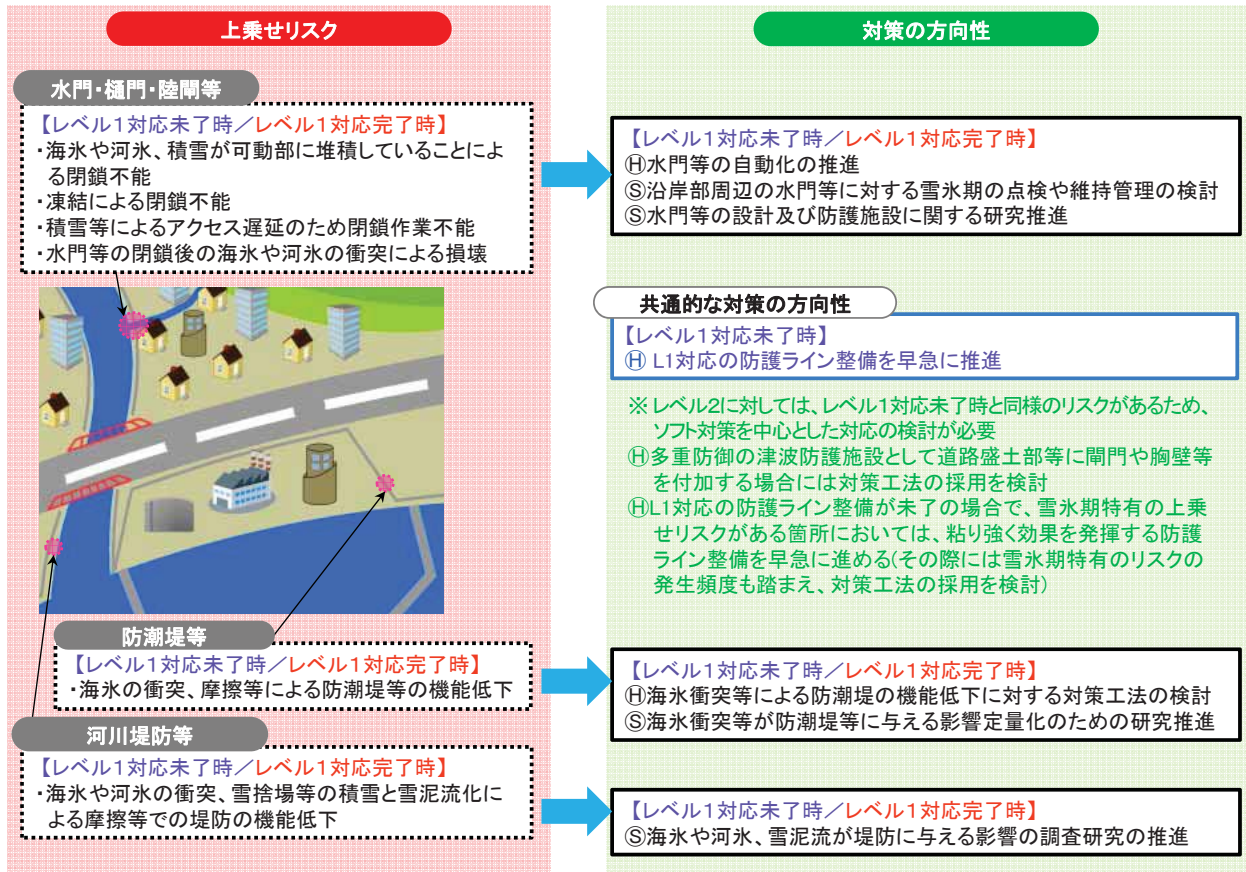 上乗せリスク
水門・樋門・陸閘等
【レベル1対応未了時／レベル1対応完了時】
・海氷や河氷、積雪が可動部に堆積していることによ
る閉鎖不能
・凍結による閉鎖不能
・積雪等によるアクセス遅延のため閉鎖作業不能
・水門等の閉鎖後の海氷や河氷の衝突による損壊
防潮堤等
【レベル1対応未了時／レベル1対応完了時】
・海氷の衝突、摩擦等による防潮堤等の機能低下
河川堤防等
【レベル1対応未了時／レベル1対応完了時】
・海氷や河氷の衝突、雪捨場等の積雪と雪泥流化に
よる摩擦等での堤防の機能低下
対策の方向性
【レベル1対応未了時／レベル1対応完了時】
Ⓗ水門等の自動化の推進
Ⓢ沿岸部周辺の水門等に対する雪氷期の点検や維持管理の検討
Ⓢ水門等の設計及び防護施設に関する研究推進
共通的な対策の方向性
【レベル1対応未了時】
Ⓗ L1対応の防護ライン整備を早急に推進
※レベル2に対しては、レベル1対応未了時と同様のリスクがあるため、
ソフト対策を中心とした対応の検討が必要
Ⓗ多重防御の津波防護施設として道路盛土部等に閘門や胸壁等
を付加する場合には対策工法の採用を検討
ⒽL1対応の防護ライン整備が未了の場合で、雪氷期特有の上乗
せリスクがある箇所においては、粘り強く効果を発揮する防護
ライン整備を早急に進める(その際には雪氷期特有のリスクの
発生頻度も踏まえ、対策工法の採用を検討)
【レベル1対応未了時／レベル1対応完了時】
Ⓗ海氷衝突等による防潮堤の機能低下に対する対策工法の検討
Ⓢ海氷衝突等が防潮堤等に与える影響定量化のための研究推進
【レベル1対応未了時／レベル1対応完了時】
Ⓢ海氷や河氷、雪泥流が堤防に与える影響の調査研究の推進